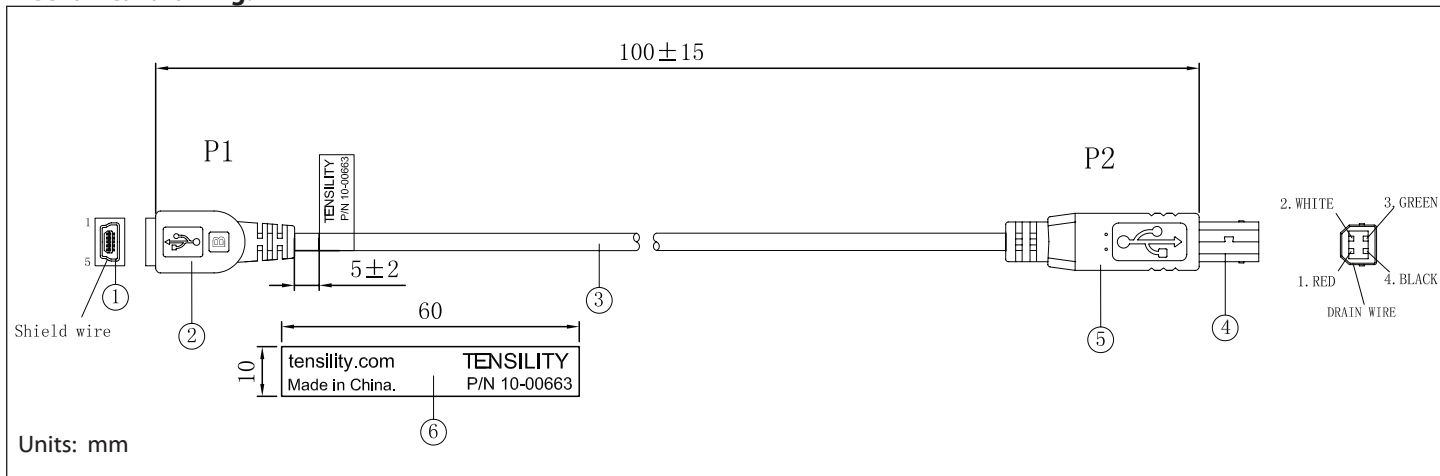 100±15
P1
P2
TENSILITY
P/N 10-00663
2. WHITE
3. GREEN
1
5
1
5±2
3
1. RED
4. BLACK
DRAIN WIRE
Shield wire
2
60
5
4
10
tensility.com
TENSILITY
Made in China.
P/N 10-00663
6
Units: mm